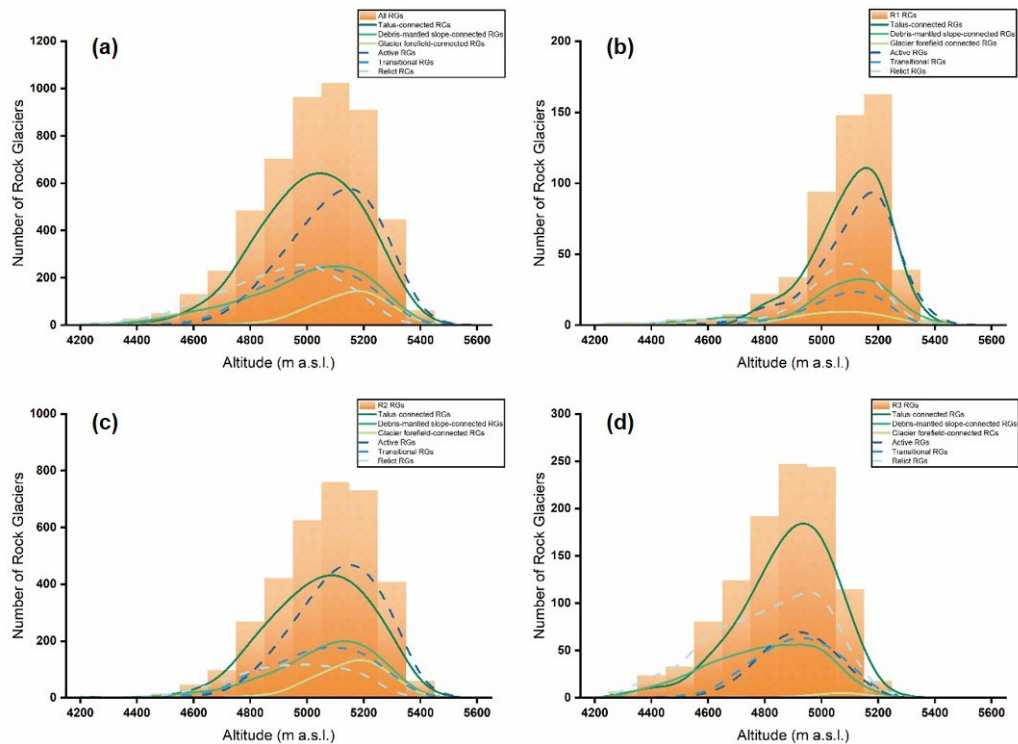 (a)
All RGs
Talus-connected RGs
Debris-mantled slope-connected RGs
Glacier forefield-connected RGs
Active RGs
Transitional RGs
Relict RGs
Number of Rock Glaciers
1200
1000
800
600
400
200
0
4200 4400 4600 4800 5000 5200 5400 5600
Altitude (m a.s.l.)
(b)
R1 RGs
Talus-connected RGs
Debris-mantled slope-connected RGs
Glacier forefield-connected RGs
Active RGs
Transitional RGs
Relict RGs
Number of Rock Glaciers
200
150
100
50
0
4200 4400 4600 4800 5000 5200 5400 5600
Altitude (m a.s.l.)
(c)
R2 RGs
Talus-connected RGs
Debris-mantled slope-connected RGs
Glacier forefield-connected RGs
Active RGs
Transitional RGs
Relict RGs
Number of Rock Glaciers
1000
800
600
400
200
0
4200 4400 4600 4800 5000 5200 5400 5600
Altitude (m a.s.l.)
(d)
R3 RGs
Talus-connected RGs
Debris-mantled slope-connected RGs
Glacier forefield-connected RGs
Active RGs
Transitional RGs
Relict RGs
Number of Rock Glaciers
300
250
200
150
100
50
0
4200 4400 4600 4800 5000 5200 5400 5600
Altitude (m a.s.l.)